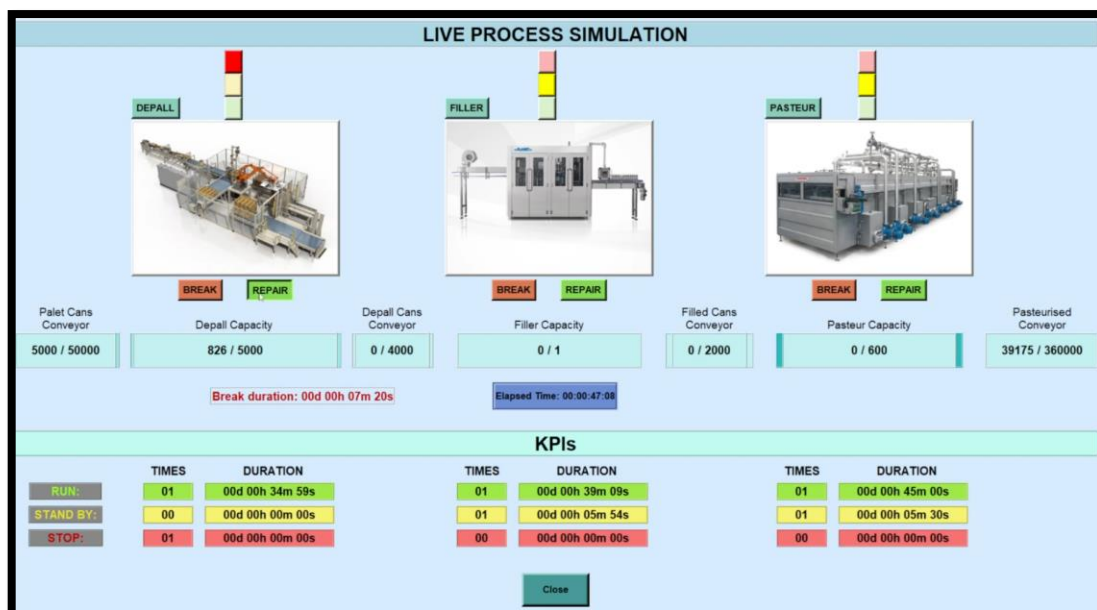 LIVE PROCESS SIMULATION
DEPALL
FILLER
PASTEUR
BREAK REPAIR BREAK REPAIR BREAK REPAIR
Palet Cans
Conveyor
Depall Capacity
Depall Cans
Conveyor
Filler Capacity
Filled Cans
Conveyor
Pasteur Capacity
Pasteurised
Conveyor
5000 / 50000 826 / 5000 0 / 4000 0 / 1 0 / 2000 0 / 600 39175 / 360000
Break duration: 00d 00h 07m 20s
Elapsed Time: 00:00:47:08
KPIs
TIMES DURATION TIMES DURATION TIMES DURATION
RUN: 01 00d 00h 34m 59s 01 00d 00h 39m 09s 01 00d 00h 45m 00s
STAND BY: 00 00d 00h 00m 00s 01 00d 00h 05m 54s 01 00d 00h 05m 30s
STOP: 01 00d 00h 00m 00s 00 00d 00h 00m 00s 00 00d 00h 00m 00s
Close